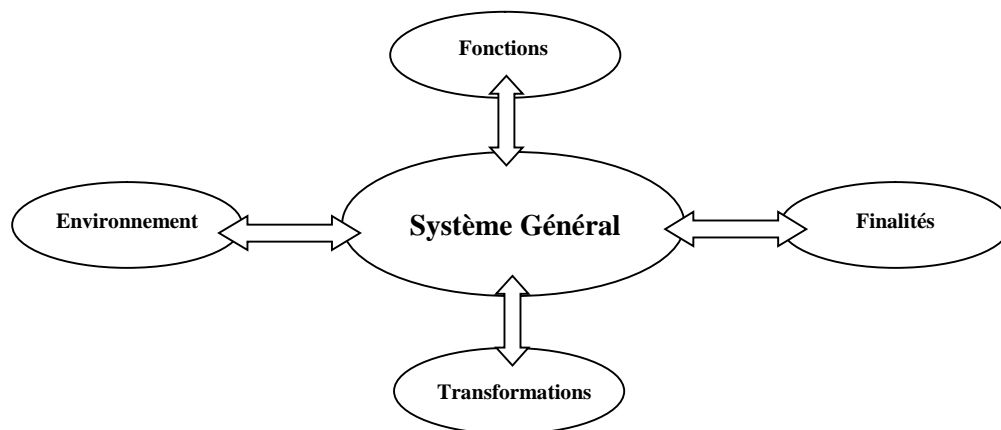 Fonctions
Environnement
Système Général
Finalités
Transformations